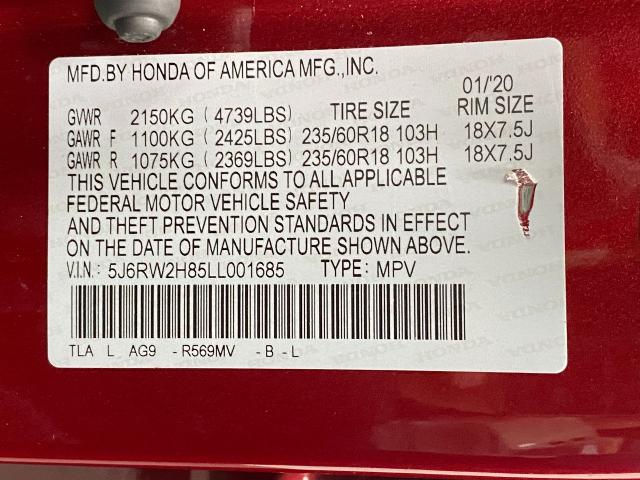 MFD.BY HONDA OF AMERICA MFG.,INC.
01/'20
GVWR 2150KG (4739LBS) TIRE SIZE RIM SIZE
GAWR F 1100KG (2425LBS) 235/60R18 103H 18X7.5J
GAWR R 1075KG (2369LBS) 235/60R18 103H 18X7.5J
THIS VEHICLE CONFORMS TO ALL APPLICABLE
FEDERAL MOTOR VEHICLE SAFETY
AND THEFT PREVENTION STANDARDS IN EFFECT
ON THE DATE OF MANUFACTURE SHOWN ABOVE.
V.I.N.: 5J6RW2H85LL001685 TYPE: MPV
TLA L AG9 -R569MV -B -L